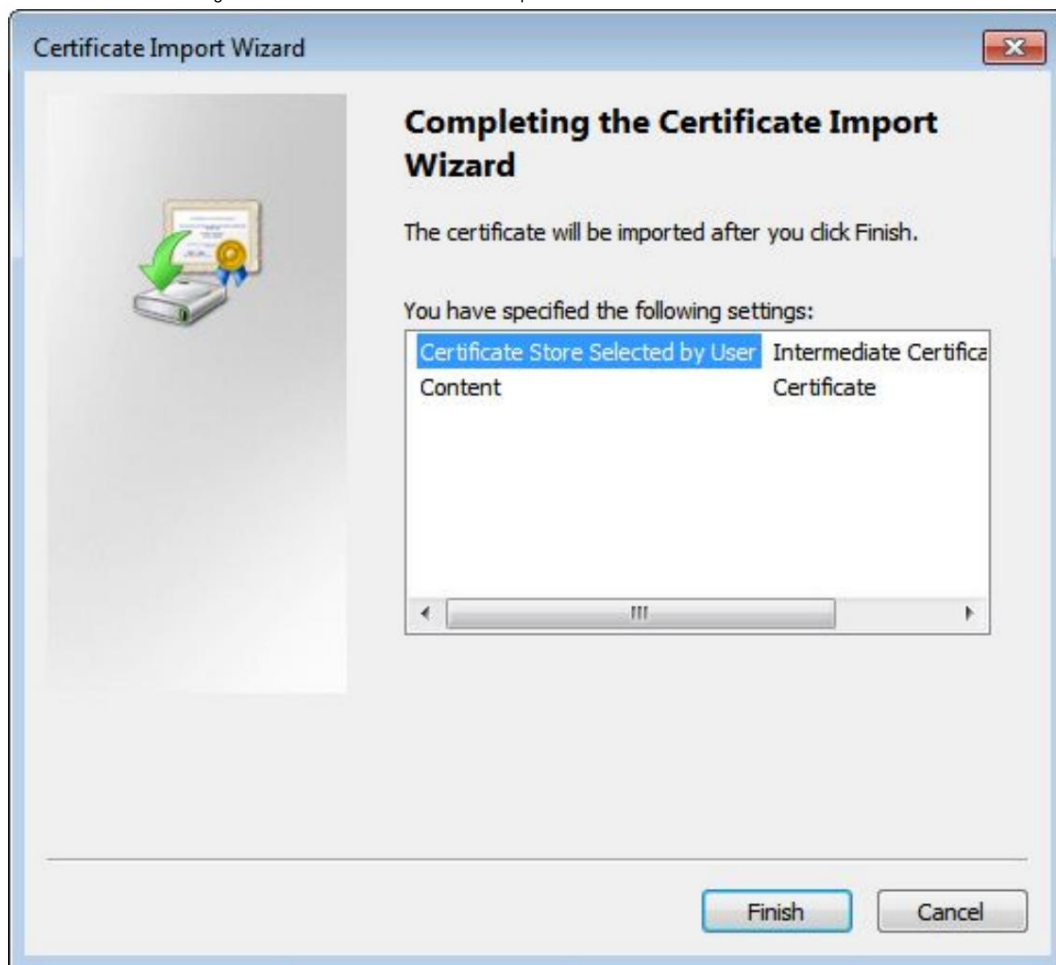 Certificate Import Wizard
Completing the Certificate Import
Wizard
The certificate will be imported after you click Finish.
You have specified the following settings:
Certificate Store Selected by User Intermediate Certifica
Content Certificate
Finish Cancel